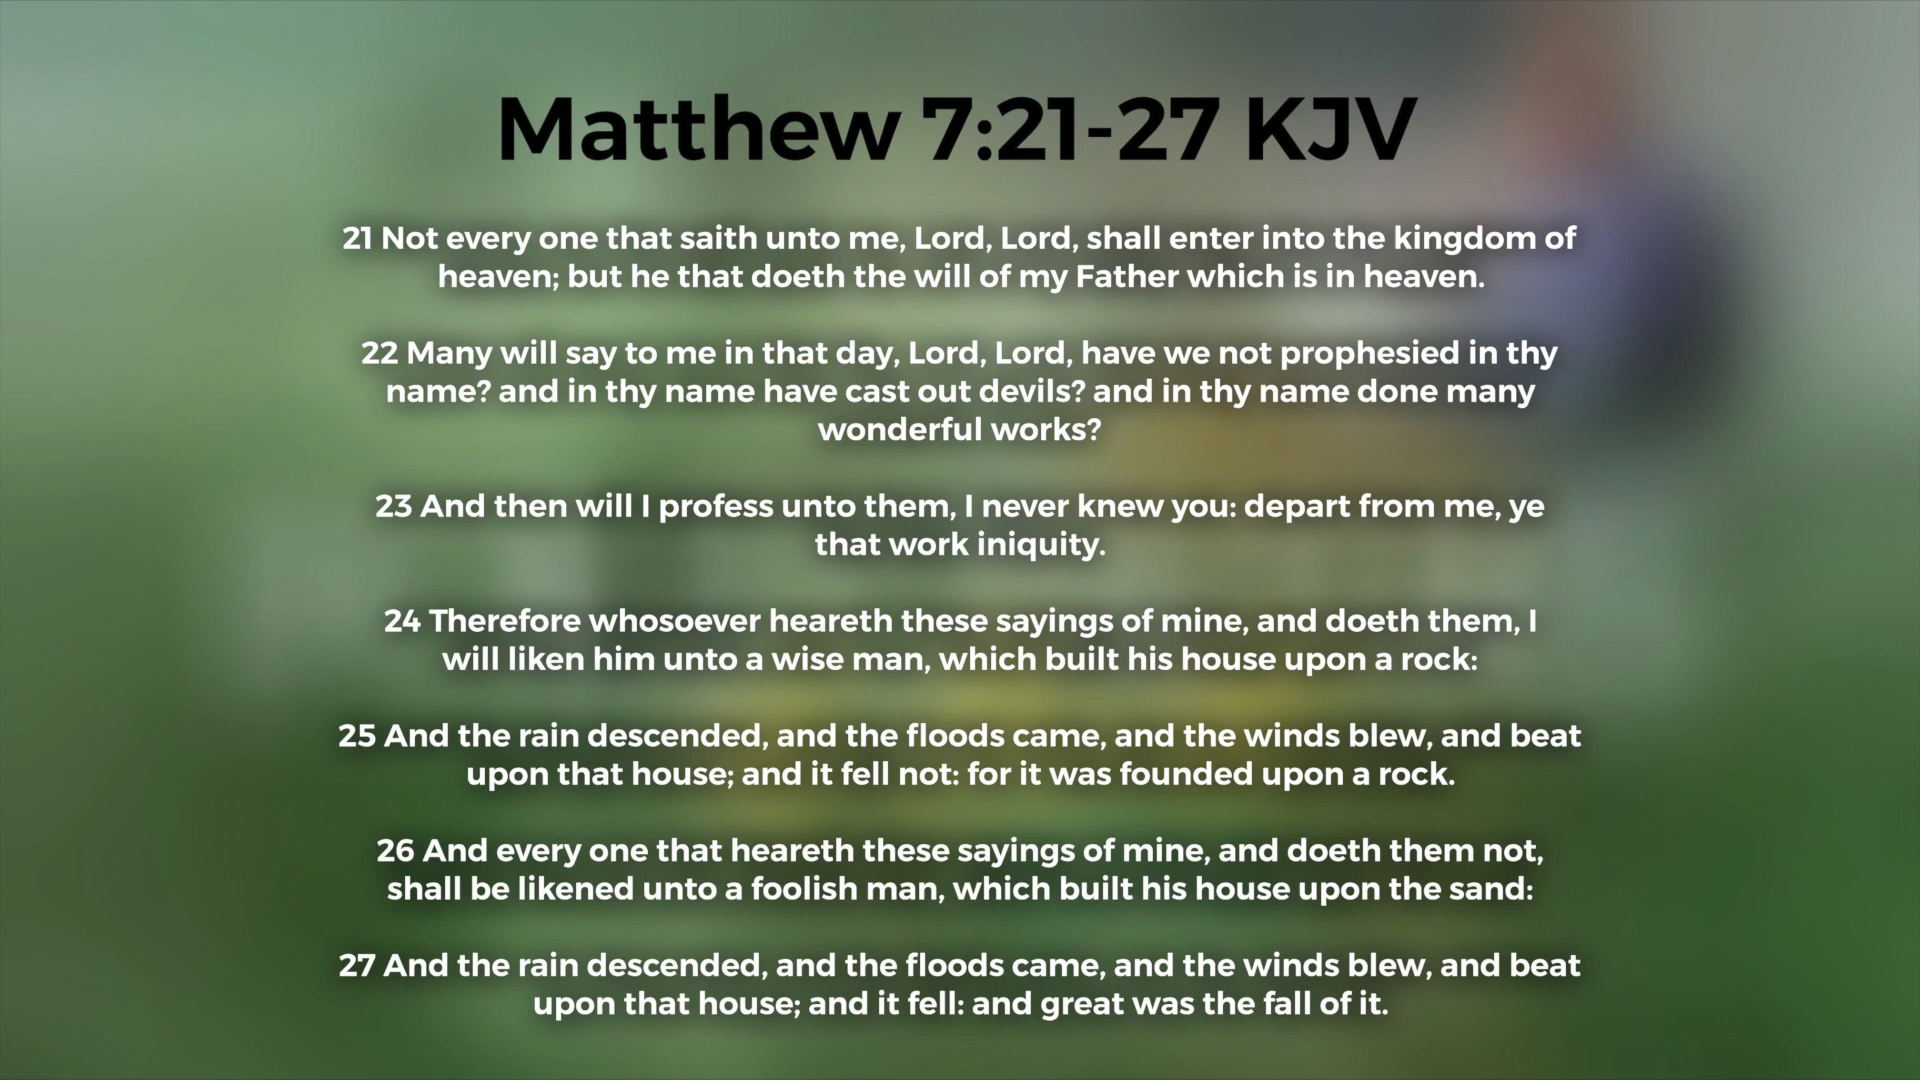 Matthew 7:21-27 KJV
21 Not every one that saith unto me, Lord, Lord, shall enter into the kingdom of
heaven; but he that doeth the will of my Father which is in heaven.
22 Many will say to me in that day, Lord, Lord, have we not prophesied in thy
name? and in thy name have cast out devils? and in thy name done many
wonderful works?
23 And then will I profess unto them, I never knew you: depart from me, ye
that work iniquity.
24 Therefore whosoever heareth these sayings of mine, and doeth them, I
will liken him unto a wise man, which built his house upon a rock:
25 And the rain descended, and the floods came, and the winds blew, and beat
upon that house; and it fell not: for it was founded upon a rock.
26 And every one that heareth these sayings of mine, and doeth them not,
shall be likened unto a foolish man, which built his house upon the sand:
27 And the rain descended, and the floods came, and the winds blew, and beat
upon that house; and it fell: and great was the fall of it.